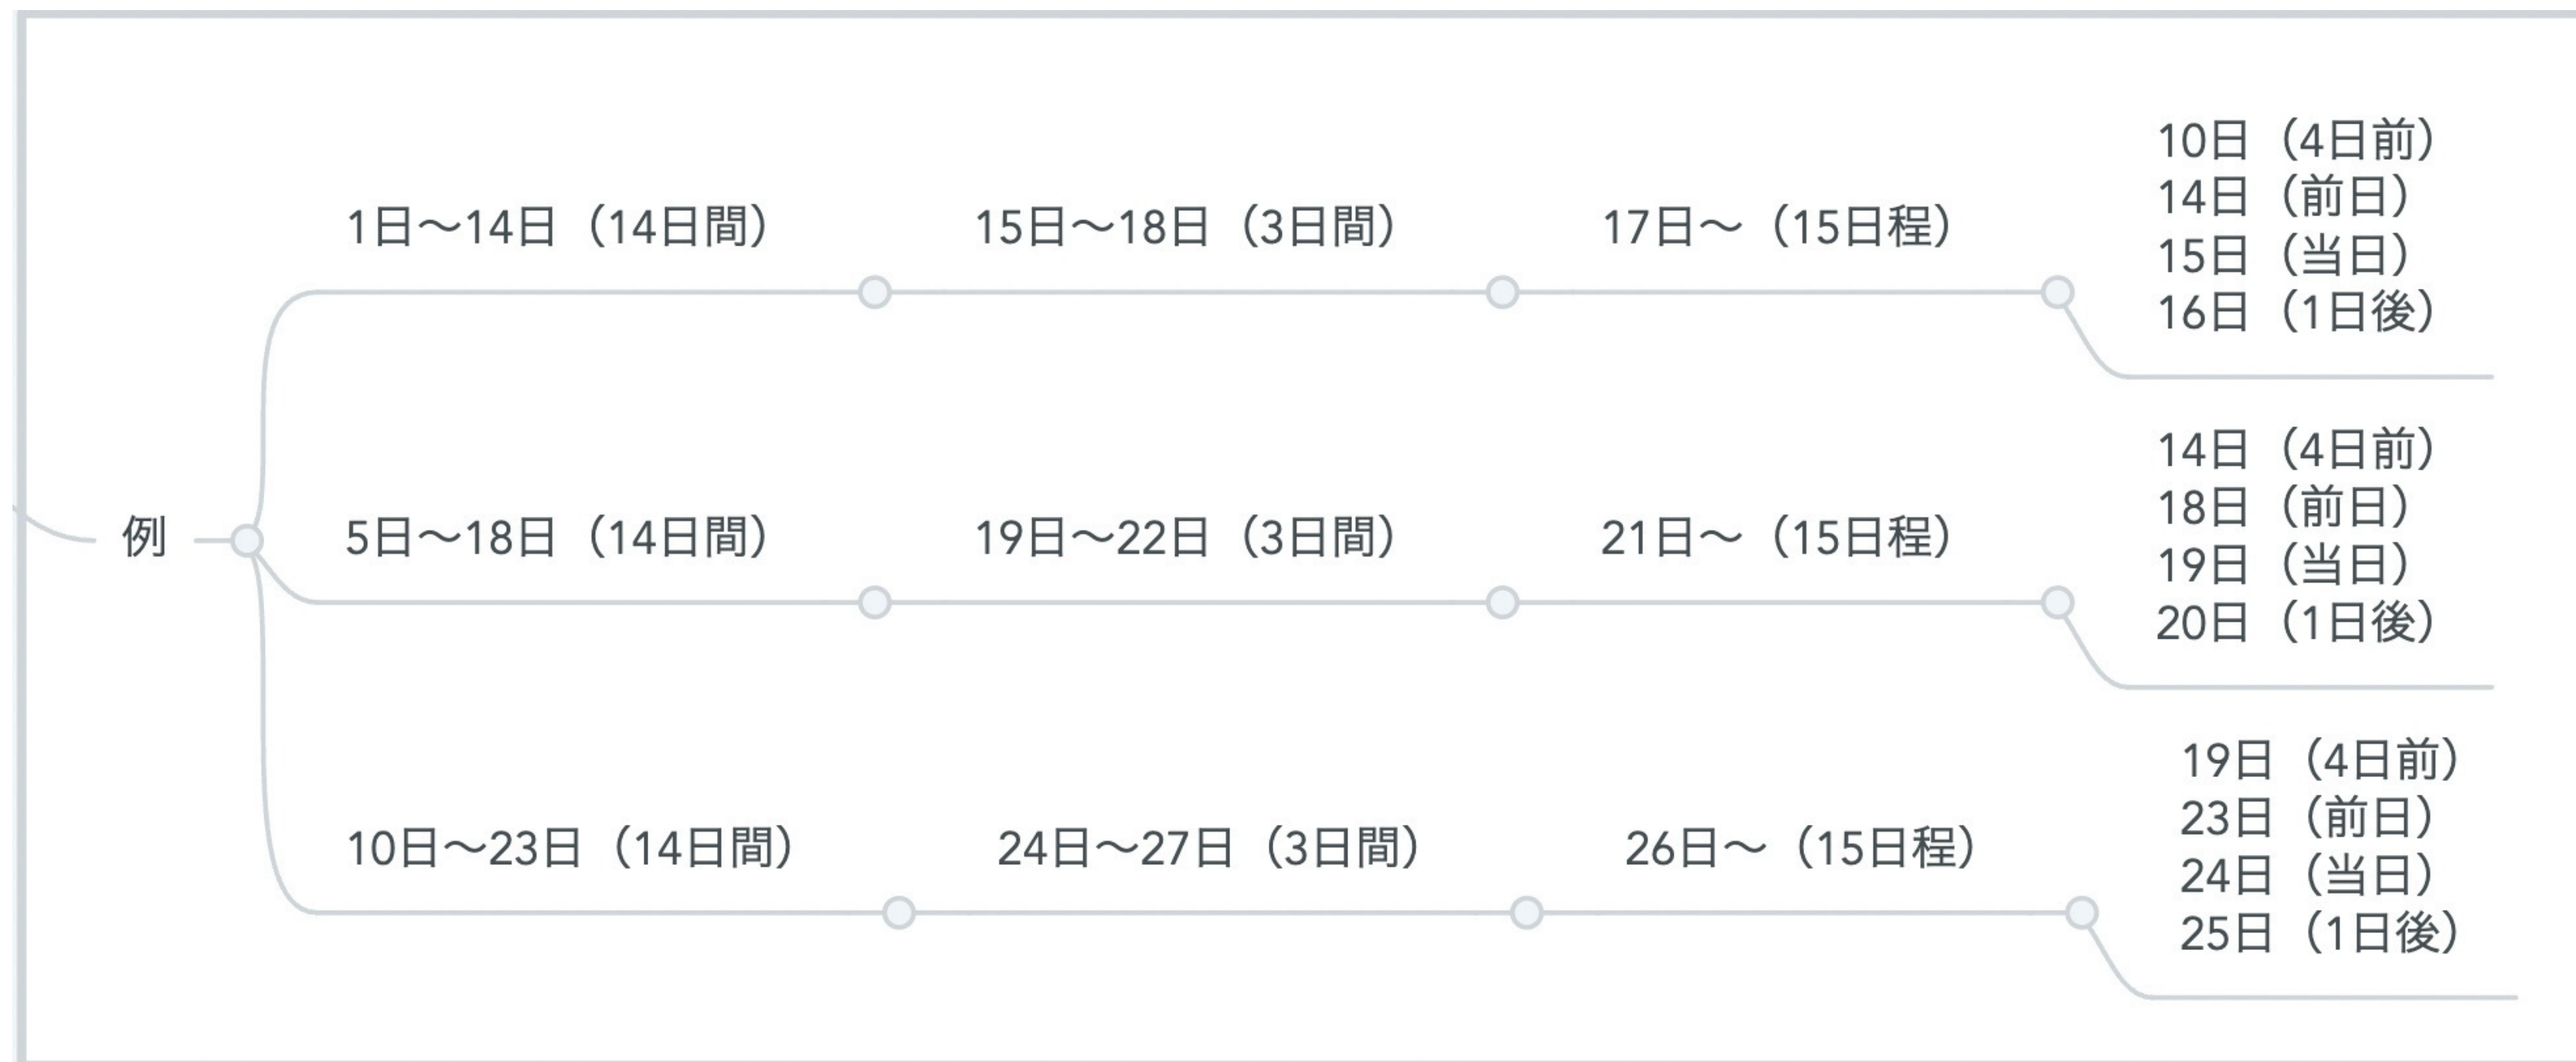 例
1日〜14日（14日間）
15日〜18日（3日間）
17日〜（15日程）
10日（4日前）
14日（前日）
15日（当日）
16日（1日後）
5日〜18日（14日間）
19日〜22日（3日間）
21日〜（15日程）
14日（4日前）
18日（前日）
19日（当日）
20日（1日後）
10日〜23日（14日間）
24日〜27日（3日間）
26日〜（15日程）
19日（4日前）
23日（前日）
24日（当日）
25日（1日後）